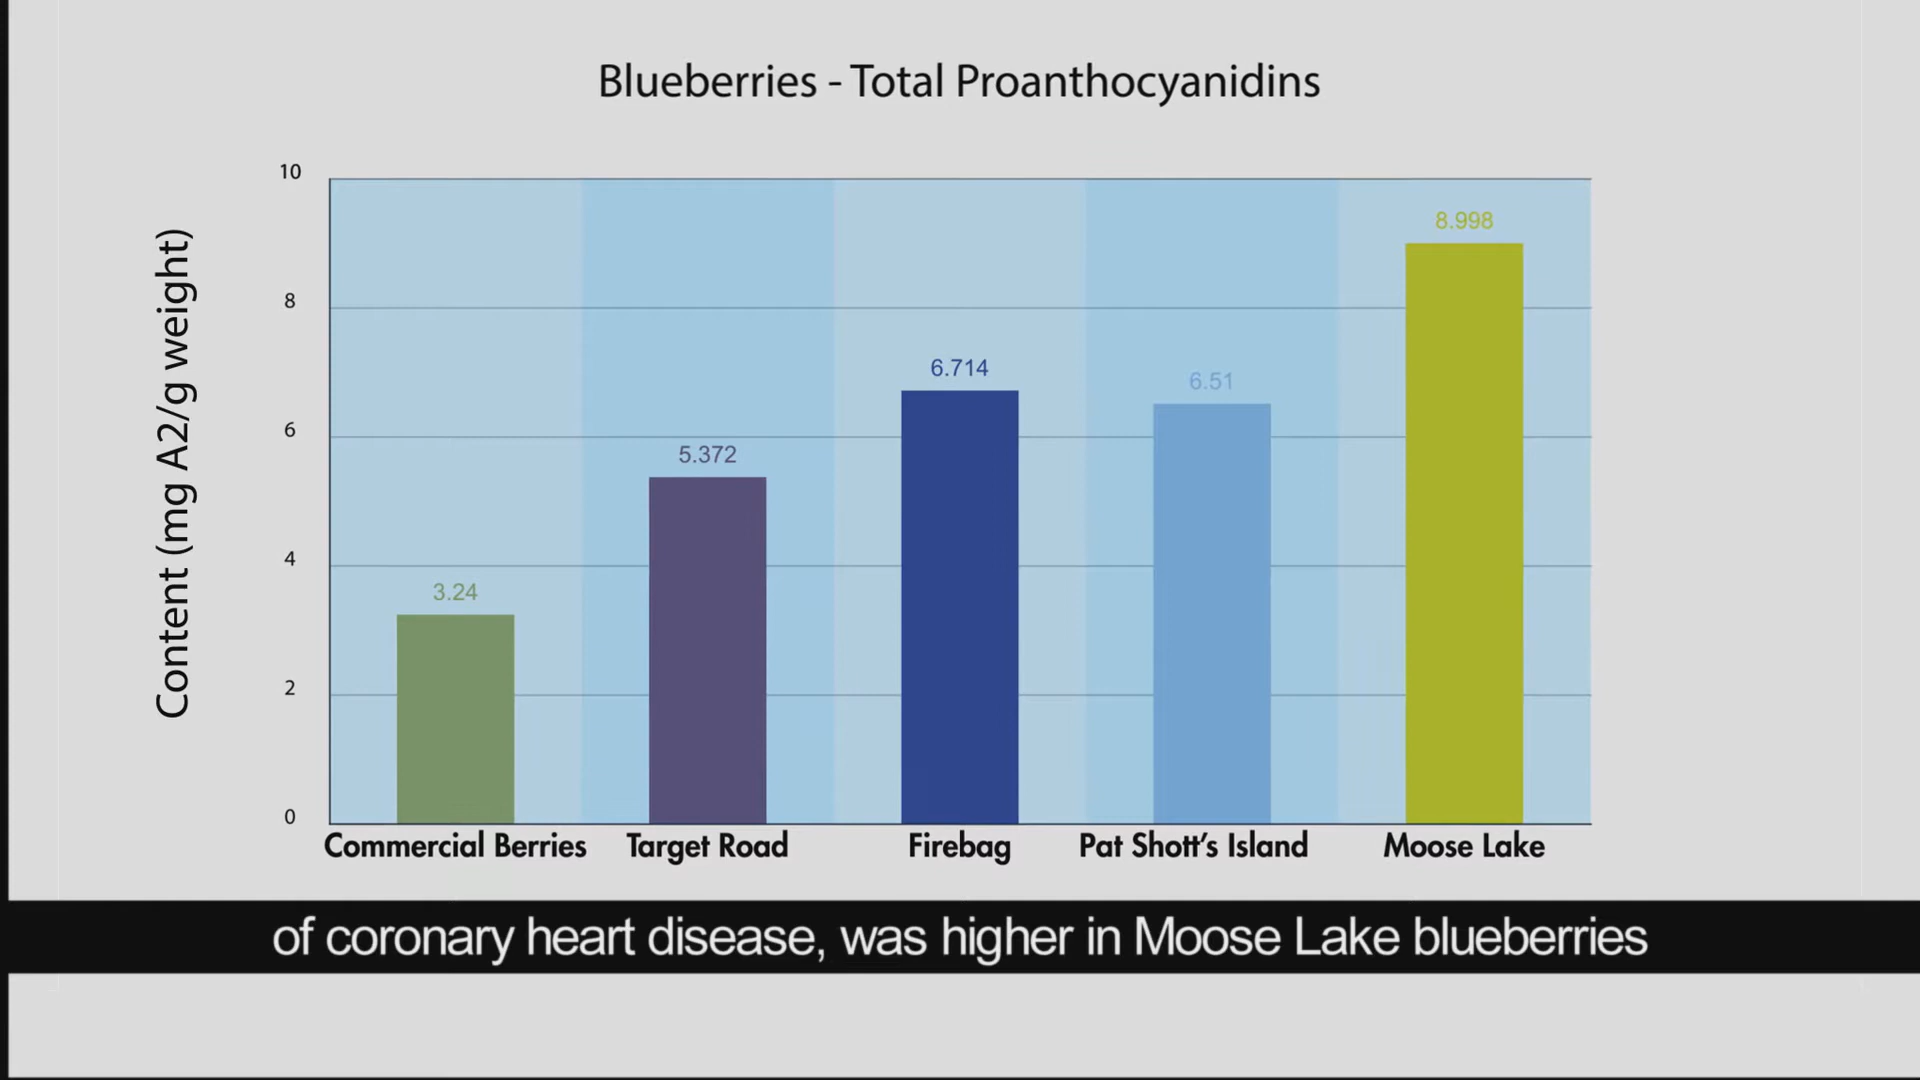 Blueberries - Total Proanthocyanidins
Content (mg A2/g weight)
10
8
6
4
2
0
3.24
5.372
6.714
6.51
8.998
Commercial Berries
Target Road
Firebag
Pat Shott's Island
Moose Lake
of coronary heart disease, was higher in Moose Lake blueberries